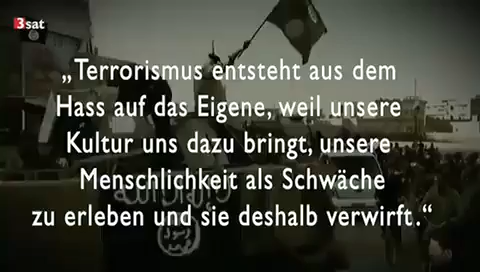 3sat
„Terrorismus entsteht aus dem
Hass auf das Eigene, weil unsere
Kultur uns dazu bringt, unsere
Menschlichkeit als Schwäche
zu erleben und sie deshalb verwirft.“